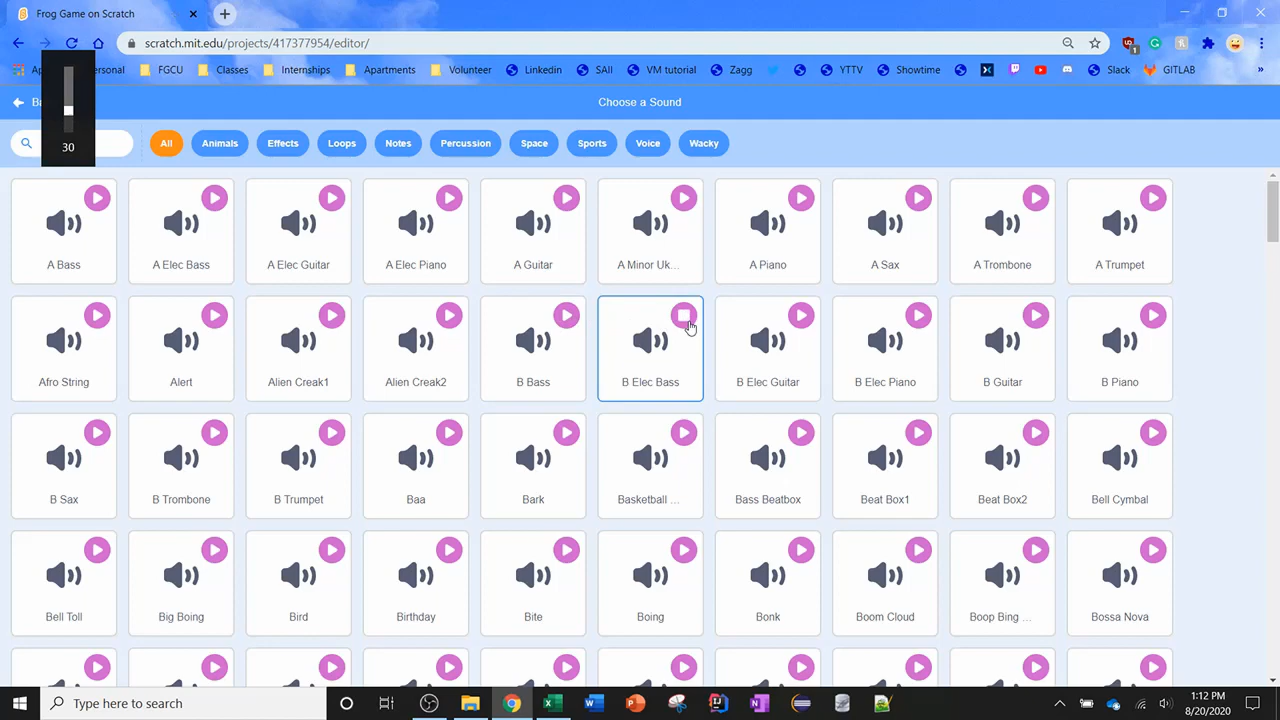 Frog Game on Scratch
scratch.mit.edu/projects/417377954/editor/
FGCU
Classes
Internships
Apartments
Volunteer
Linkedin
SAII
VM tutorial
Zagg
YTTV
Showtime
Slack
GITLAB
30
Choose a Sound
All
Animals
Effects
Loops
Notes
Percussion
Space
Sports
Voice
Wacky
A Bass
A Elec Bass
A Elec Guitar
A Elec Piano
A Guitar
A Minor Uk...
A Piano
A Sax
A Trombone
A Trumpet
Afro String
Alert
Alien Creak1
Alien Creak2
B Bass
B Elec Bass
B Elec Guitar
B Elec Piano
B Guitar
B Piano
B Sax
B Trombone
B Trumpet
Baa
Bark
Basketball ...
Bass Beatbox
Beat Box1
Beat Box2
Bell Cymbal
Bell Toll
Big Boing
Bird
Birthday
Bite
Boing
Bonk
Boom Cloud
Boop Bing ...
Bossa Nova
Type here to search
1:12 PM
8/20/2020